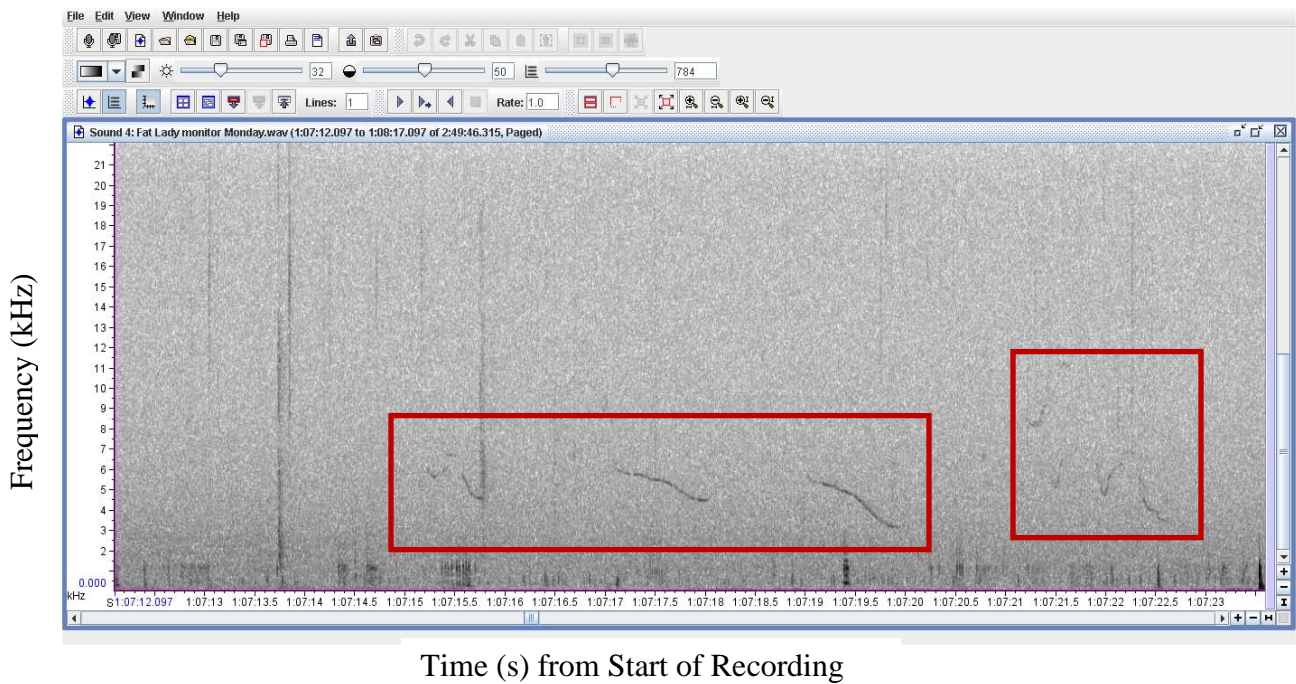 File Edit View Window Help
32 50 784
Lines: 1 Rate: 1.0
Sound 4: Fat Lady monitor Monday.wav (1:07:12.097 to 1:08:17.097 of 2:49:46.315, Paged)
Frequency (kHz)
21
20
19
18
17
16
15
14
13
12
11
10
9
8
7
6
5
4
3
2
0.000
kHz
S1:07:12.097 1:07:13 1:07:13.5 1:07:14 1:07:14.5 1:07:15 1:07:15.5 1:07:16 1:07:16.5 1:07:17 1:07:17.5 1:07:18 1:07:18.5 1:07:19 1:07:19.5 1:07:20 1:07:20.5 1:07:21 1:07:21.5 1:07:22 1:07:22.5 1:07:23
Time (s) from Start of Recording